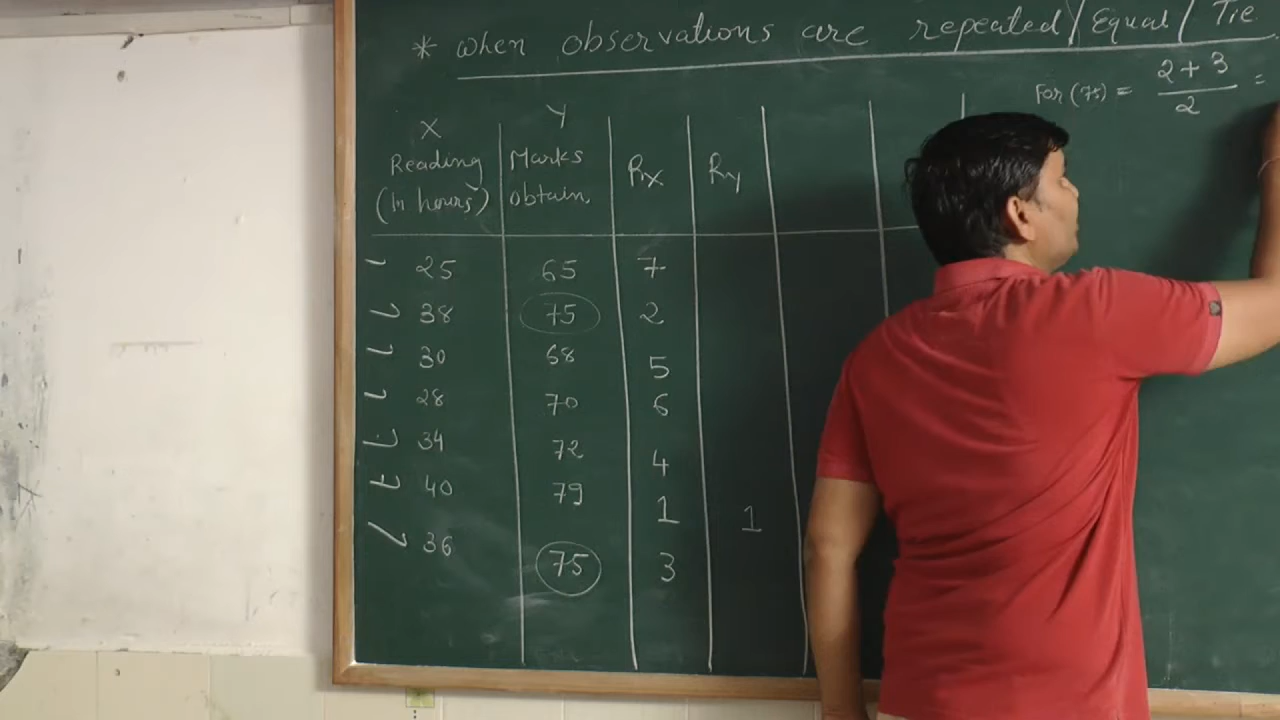 * When observations are repeated/Equal/Tie
For (75) = 2+3/2 =
X Y
Reading (In hours) Marks obtain. Rx Ry
25 65 7
38 75 2
30 68 5
28 70 6
34 72 4
40 79 1 1
36 75 3